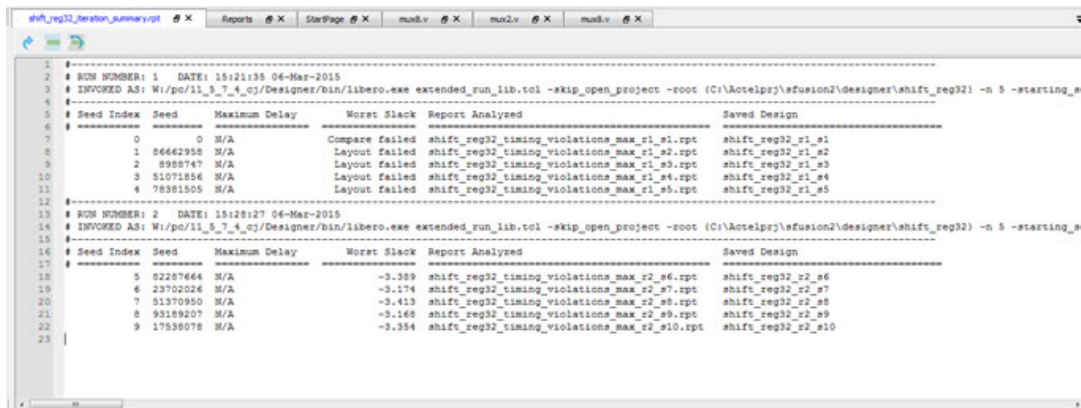 shift_reg32_iteration_summary.rpt Reports StartPage mux8.v mux2.v mux8.v
1 #------------------------------------------------------------
2 # RUN NUMBER: 1 DATE: 15:21:35 06-Mar-2015
3 # INVOKED AS: W:/pc/11_5_7_4_cj/Designer/bin/libero.exe extended_run_lib.tcl -skip_open_project -root {C:\Actelprj\sfusion2\designer\shift_reg32} -n 5 -starting_s
4 #------------------------------------------------------------
5 # Seed Index Seed Maximum Delay Worst Slack Report Analyzed Saved Design
6 # ========== ======== ============= ============== ======================================== ==============================
7 0 0 N/A Compare failed shift_reg32_timing_violations_max_r1_s1.rpt shift_reg32_r1_s1
8 1 86662958 N/A Layout failed shift_reg32_timing_violations_max_r1_s2.rpt shift_reg32_r1_s2
9 2 8988747 N/A Layout failed shift_reg32_timing_violations_max_r1_s3.rpt shift_reg32_r1_s3
10 3 51071856 N/A Layout failed shift_reg32_timing_violations_max_r1_s4.rpt shift_reg32_r1_s4
11 4 78381505 N/A Layout failed shift_reg32_timing_violations_max_r1_s5.rpt shift_reg32_r1_s5
12 #------------------------------------------------------------
13 # RUN NUMBER: 2 DATE: 15:28:27 06-Mar-2015
14 # INVOKED AS: W:/pc/11_5_7_4_cj/Designer/bin/libero.exe extended_run_lib.tcl -skip_open_project -root {C:\Actelprj\sfusion2\designer\shift_reg32} -n 5 -starting_s
15 #------------------------------------------------------------
16 # Seed Index Seed Maximum Delay Worst Slack Report Analyzed Saved Design
17 # ========== ======== ============= ============== ======================================== ==============================
18 5 82287664 N/A -3.389 shift_reg32_timing_violations_max_r2_s6.rpt shift_reg32_r2_s6
19 6 23702026 N/A -3.174 shift_reg32_timing_violations_max_r2_s7.rpt shift_reg32_r2_s7
20 7 51370950 N/A -3.413 shift_reg32_timing_violations_max_r2_s8.rpt shift_reg32_r2_s8
21 8 93189207 N/A -3.168 shift_reg32_timing_violations_max_r2_s9.rpt shift_reg32_r2_s9
22 9 17538078 N/A -3.354 shift_reg32_timing_violations_max_r2_s10.rpt shift_reg32_r2_s10
23